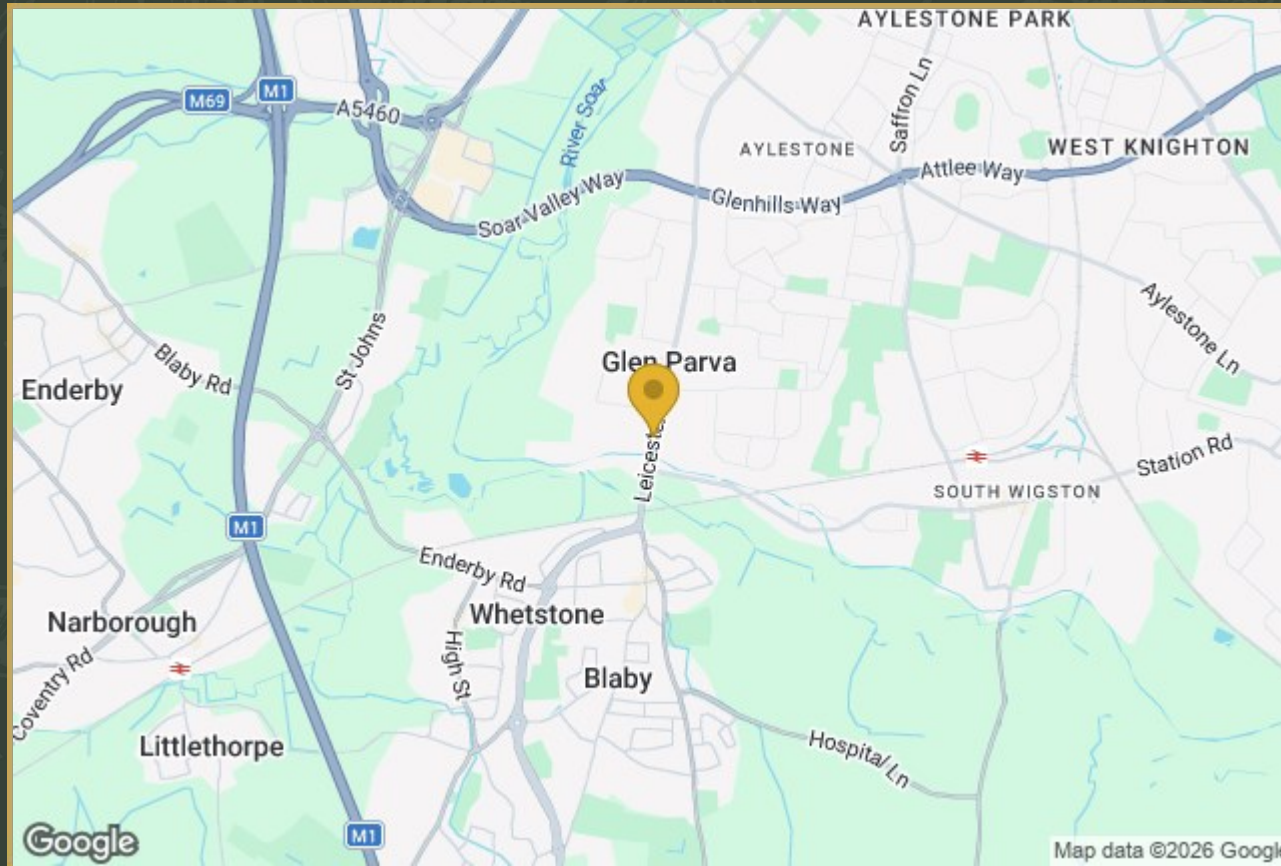 AYLESTONE PARK
M1
M69
A5460
River Soar
Saffron Ln
AYLESTONE
WEST KNIGHTON
Attlee Way
Soar Valley Way
Glenhills Way
Aylestone Ln
St Johns
Blaby Rd
Glen Parva
Enderby
Leicester
Station Rd
SOUTH WIGSTON
M1
Enderby Rd
Whetstone
Narborough
High St
Coventry Rd
Blaby
Littlethorpe
Hospital Ln
M1
Google
Map data ©2026 Google